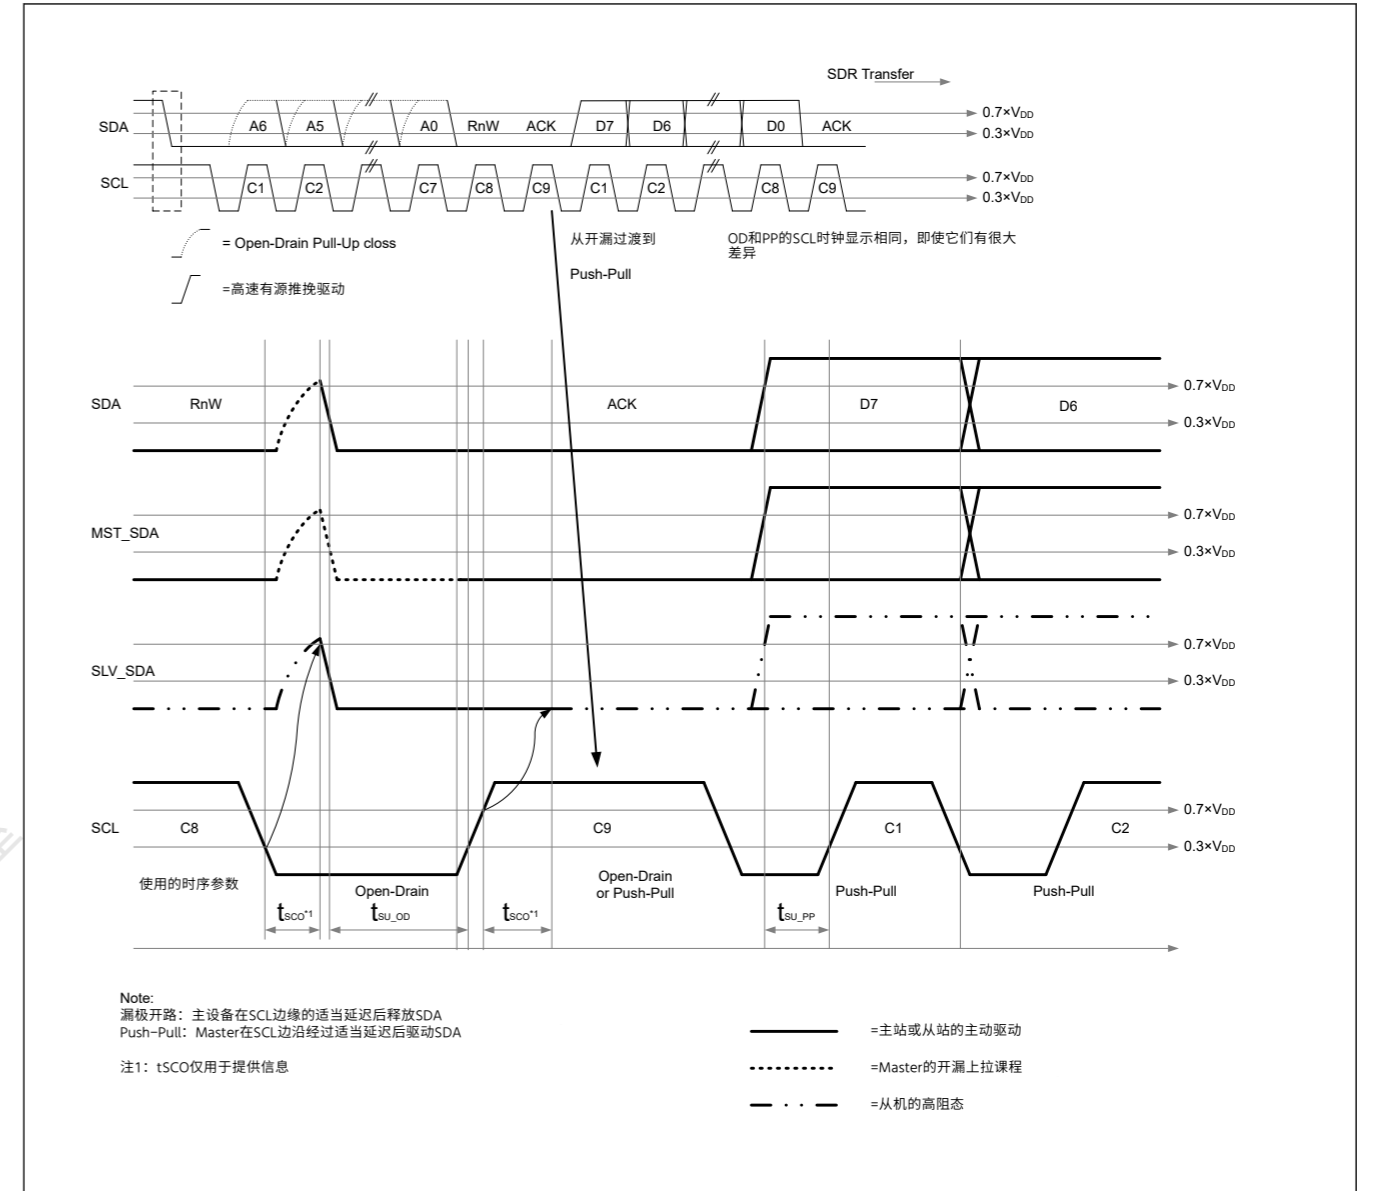 SDR Transfer
SDA A6 A5 A0 RnW ACK D7 D6 D0 ACK
0.7×VDD
0.3×VDD
SCL C1 C2 C7 C8 C9 C1 C2 C8 C9
0.7×VDD
0.3×VDD
= Open-Drain Pull-Up closs
=高速有源推挽驱动
从开漏过渡到
Push-Pull
OD和PP的SCL时钟显示相同，即使它们有很大
差异
SDA RnW ACK D7 D6
0.7×VDD
0.3×VDD
MST_SDA
0.7×VDD
0.3×VDD
SLV_SDA
0.7×VDD
0.3×VDD
SCL C8 C9 C1 C2
0.7×VDD
0.3×VDD
使用的时序参数
Open-Drain
Open-Drain
or Push-Pull
Push-Pull
Push-Pull
tSCO*1
tSU_OD
tSCO*1
tSU_PP
Note:
漏极开路：主设备在SCL边缘的适当延迟后释放SDA
Push-Pull：Master在SCL边沿经过适当延迟后驱动SDA
注1：tSCO仅用于提供信息
=主站或从站的主动驱动
=Master的开漏上拉课程
=从机的高阻态